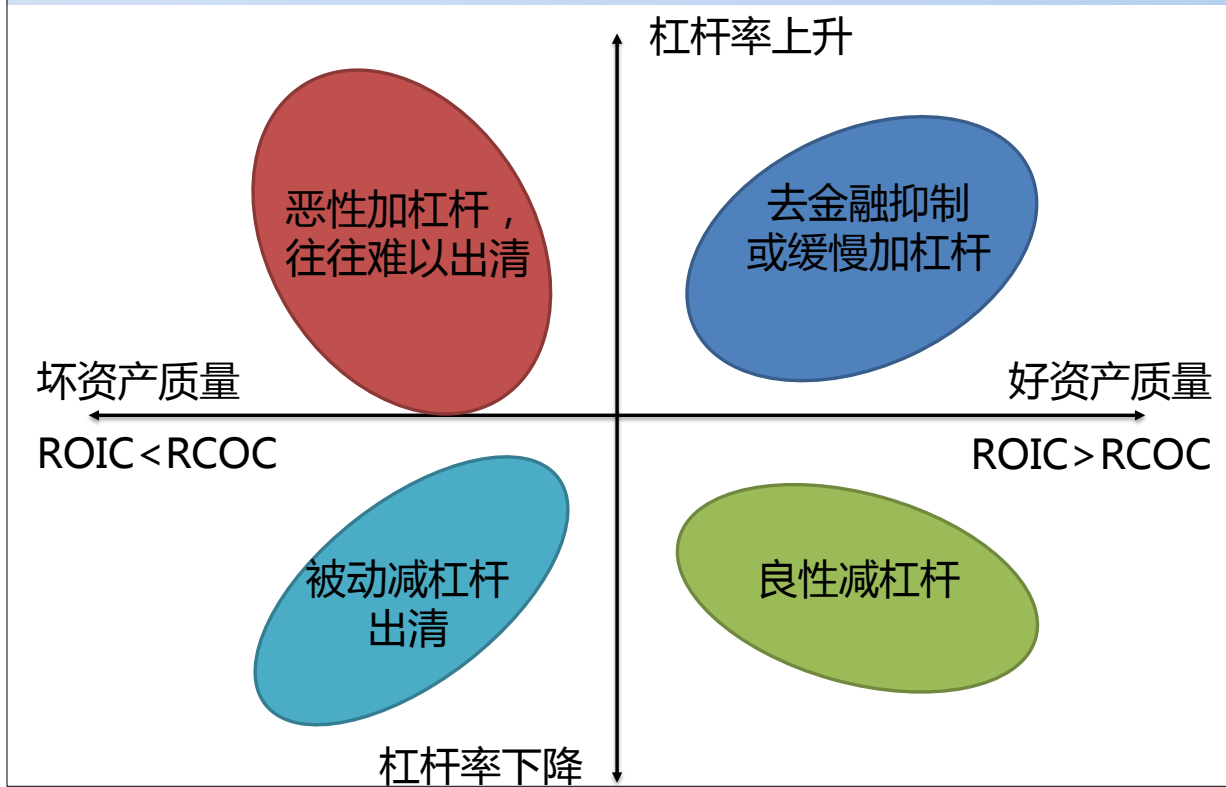 杠杆率上升
恶性加杠杆，
往往难以出清
去金融抑制
或缓慢加杠杆
坏资产质量
好资产质量
ROIC<RCOC
ROIC>RCOC
被动减杠杆
出清
良性减杠杆
杠杆率下降